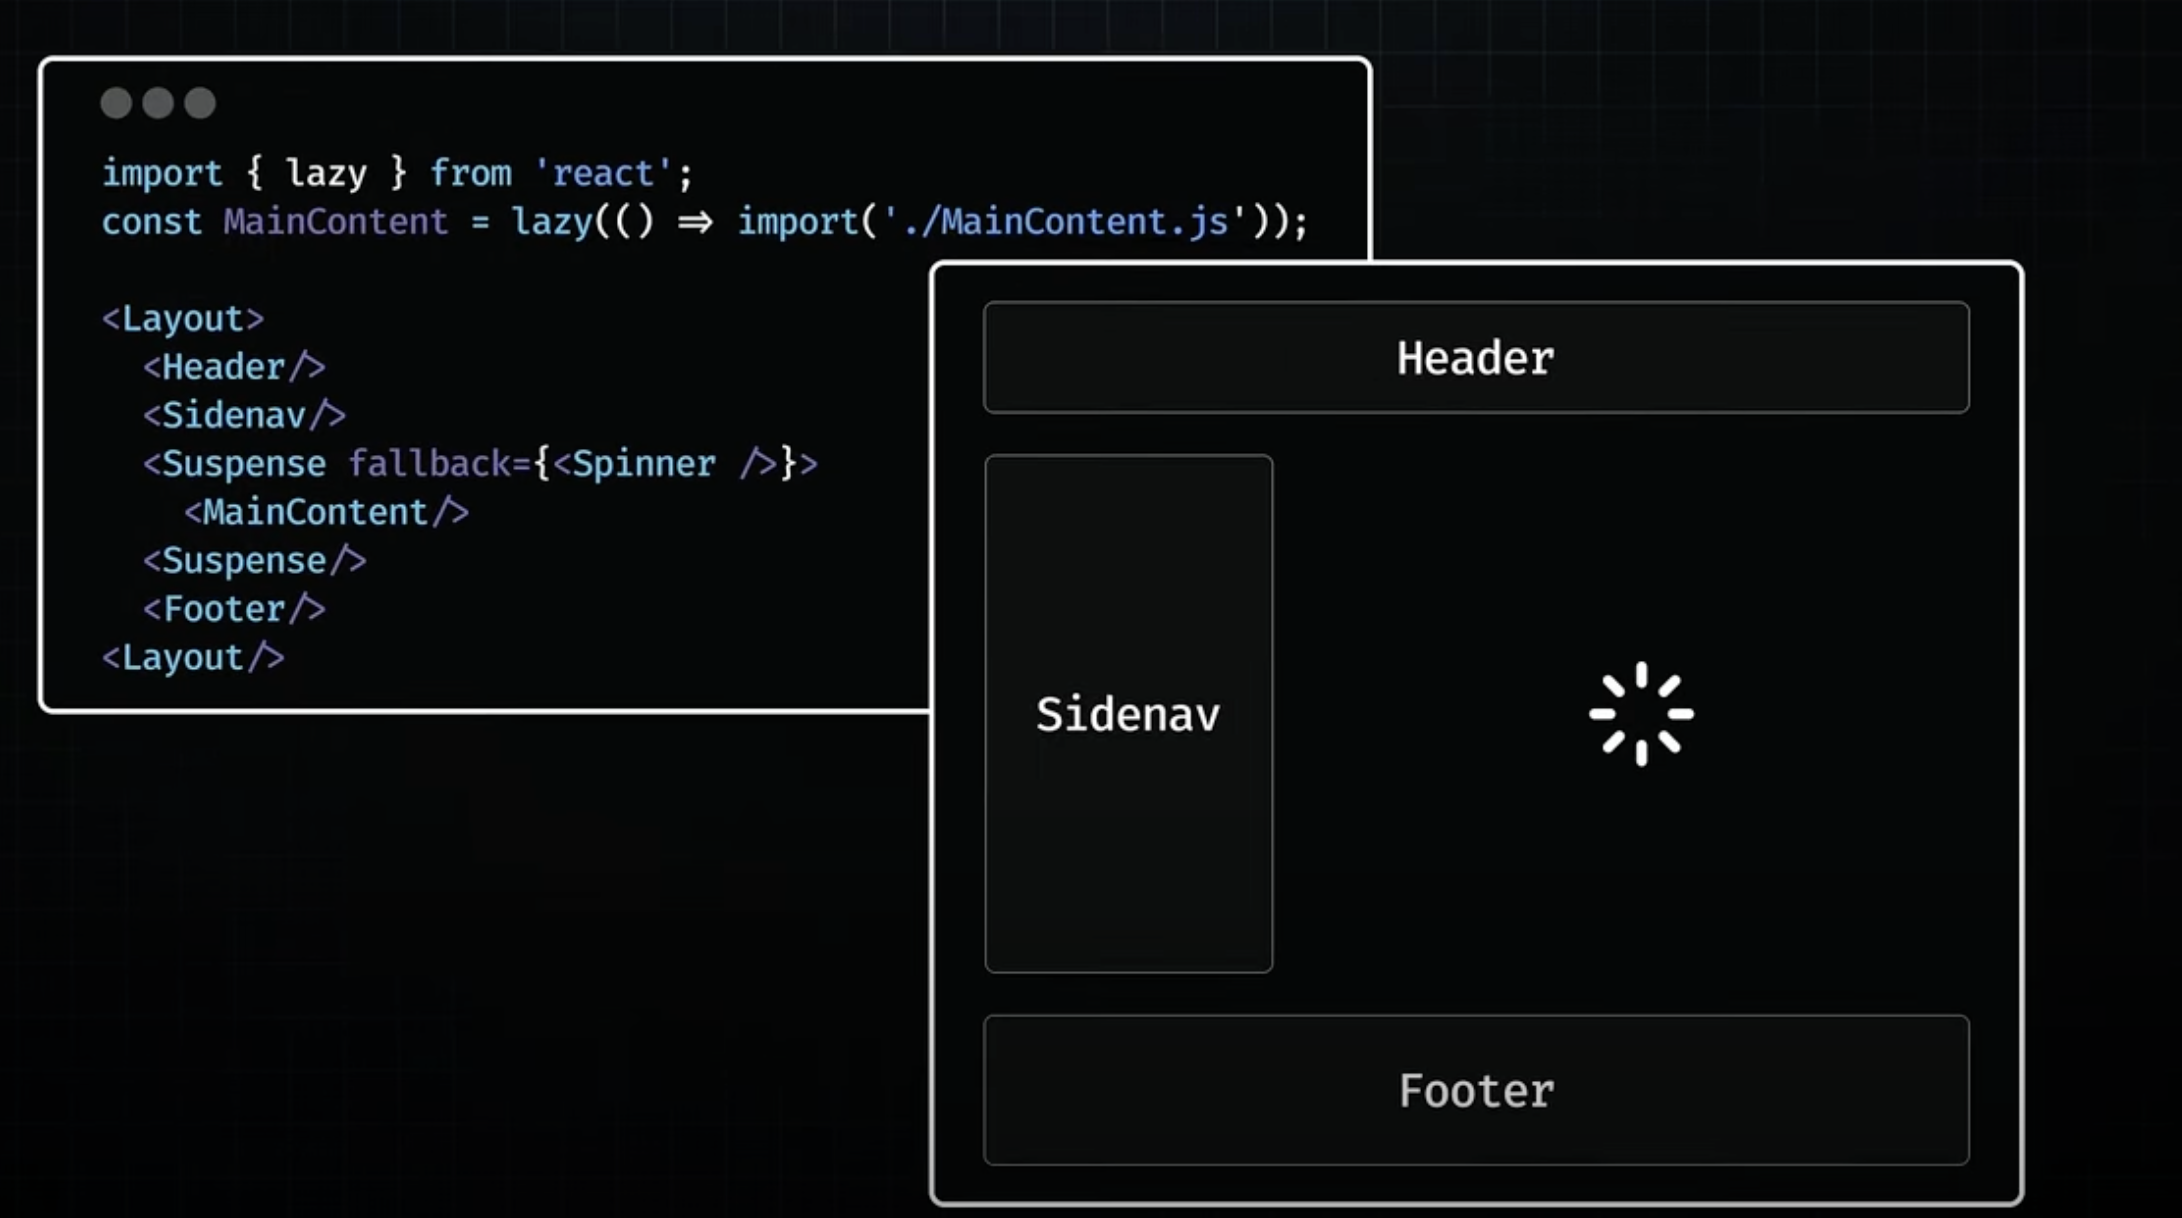 import { lazy } from 'react';
const MainContent = lazy(() => import('./MainContent.js'));
<Layout>
<Header/>
<Sidenav/>
<Suspense fallback={<Spinner />}>
<MainContent/>
<Suspense/>
<Footer/>
<Layout/>
Header
Sidenav
Footer